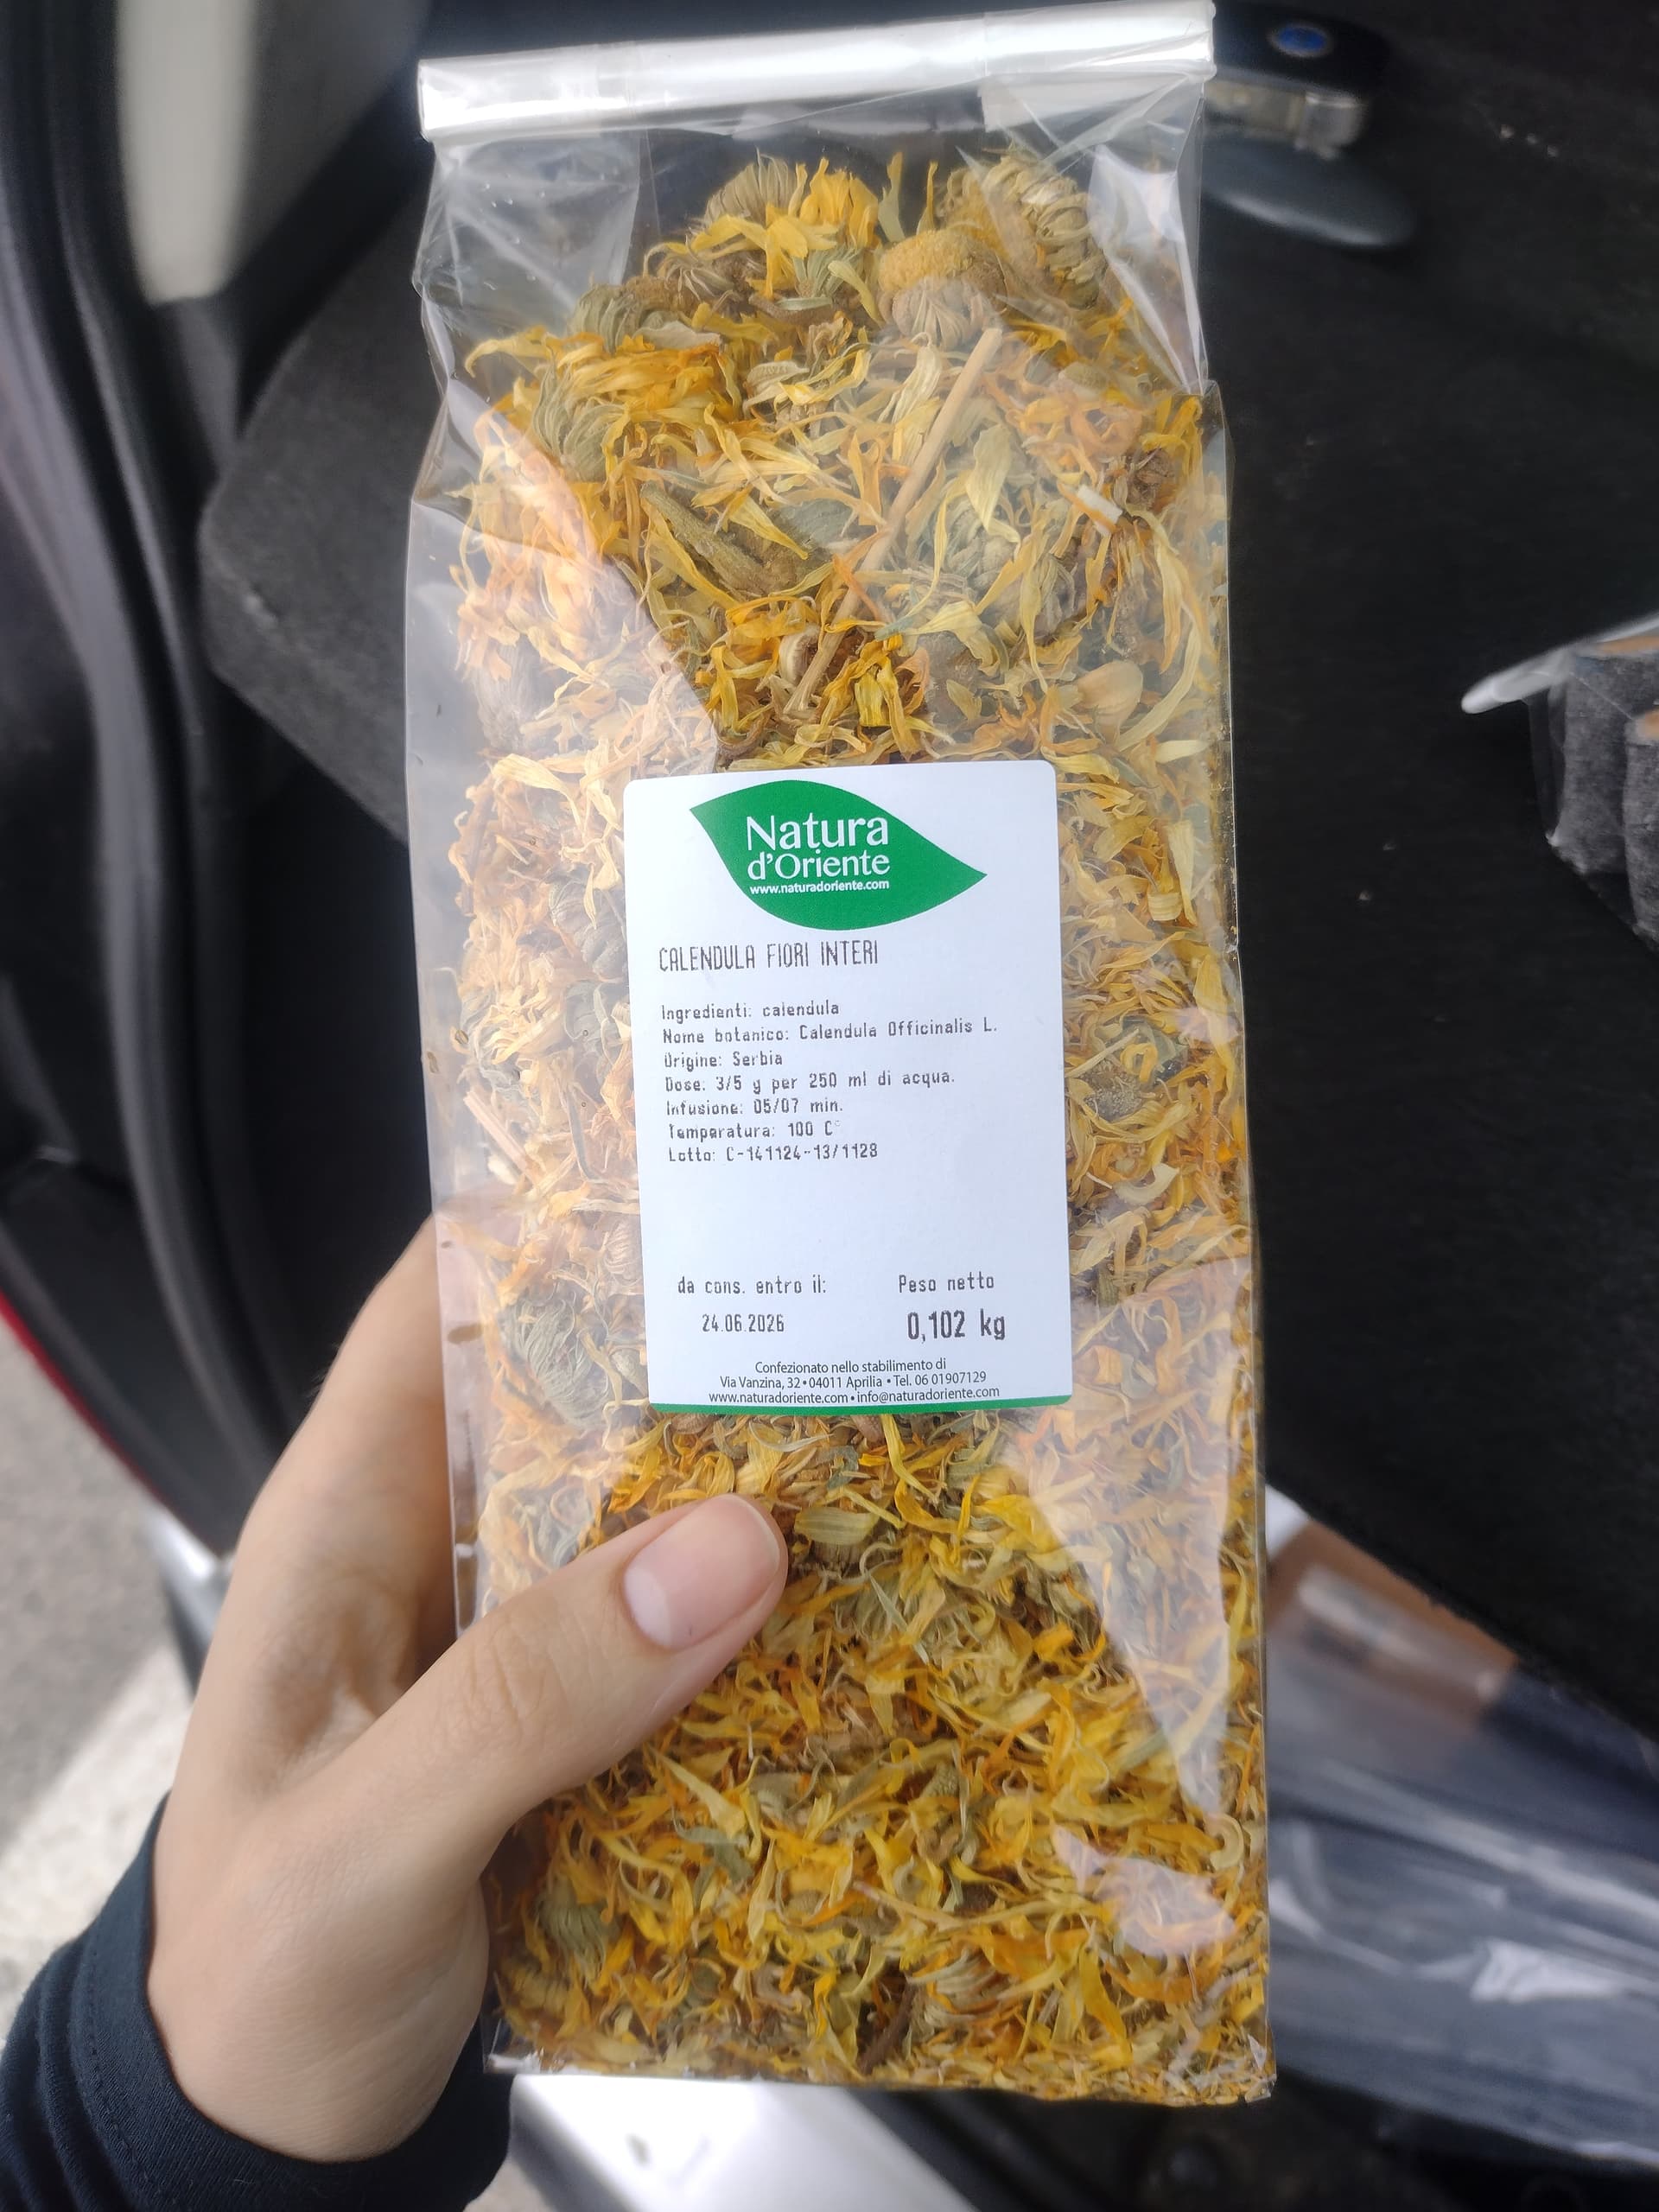 Natura
d'Oriente
www.naturadoriente.com
CALENDULA FIORI INTERI
Ingredienti: calendula
Nome botanico: Calendula Officinalis L.
Origine: Serbia
Dose: 3/5 g per 250 ml di acqua.
Infusione: 05/07 min.
Temperatura: 100 C°
Lotto: C-141124-13/1128
da cons. entro il: Peso netto
24.06.2026 0,102 kg
Confezionato nello stabilimento di
Via Vanzina, 32 • 04011 Aprilia • Tel. 06 01907129
www.naturadoriente.com • info@naturadoriente.com